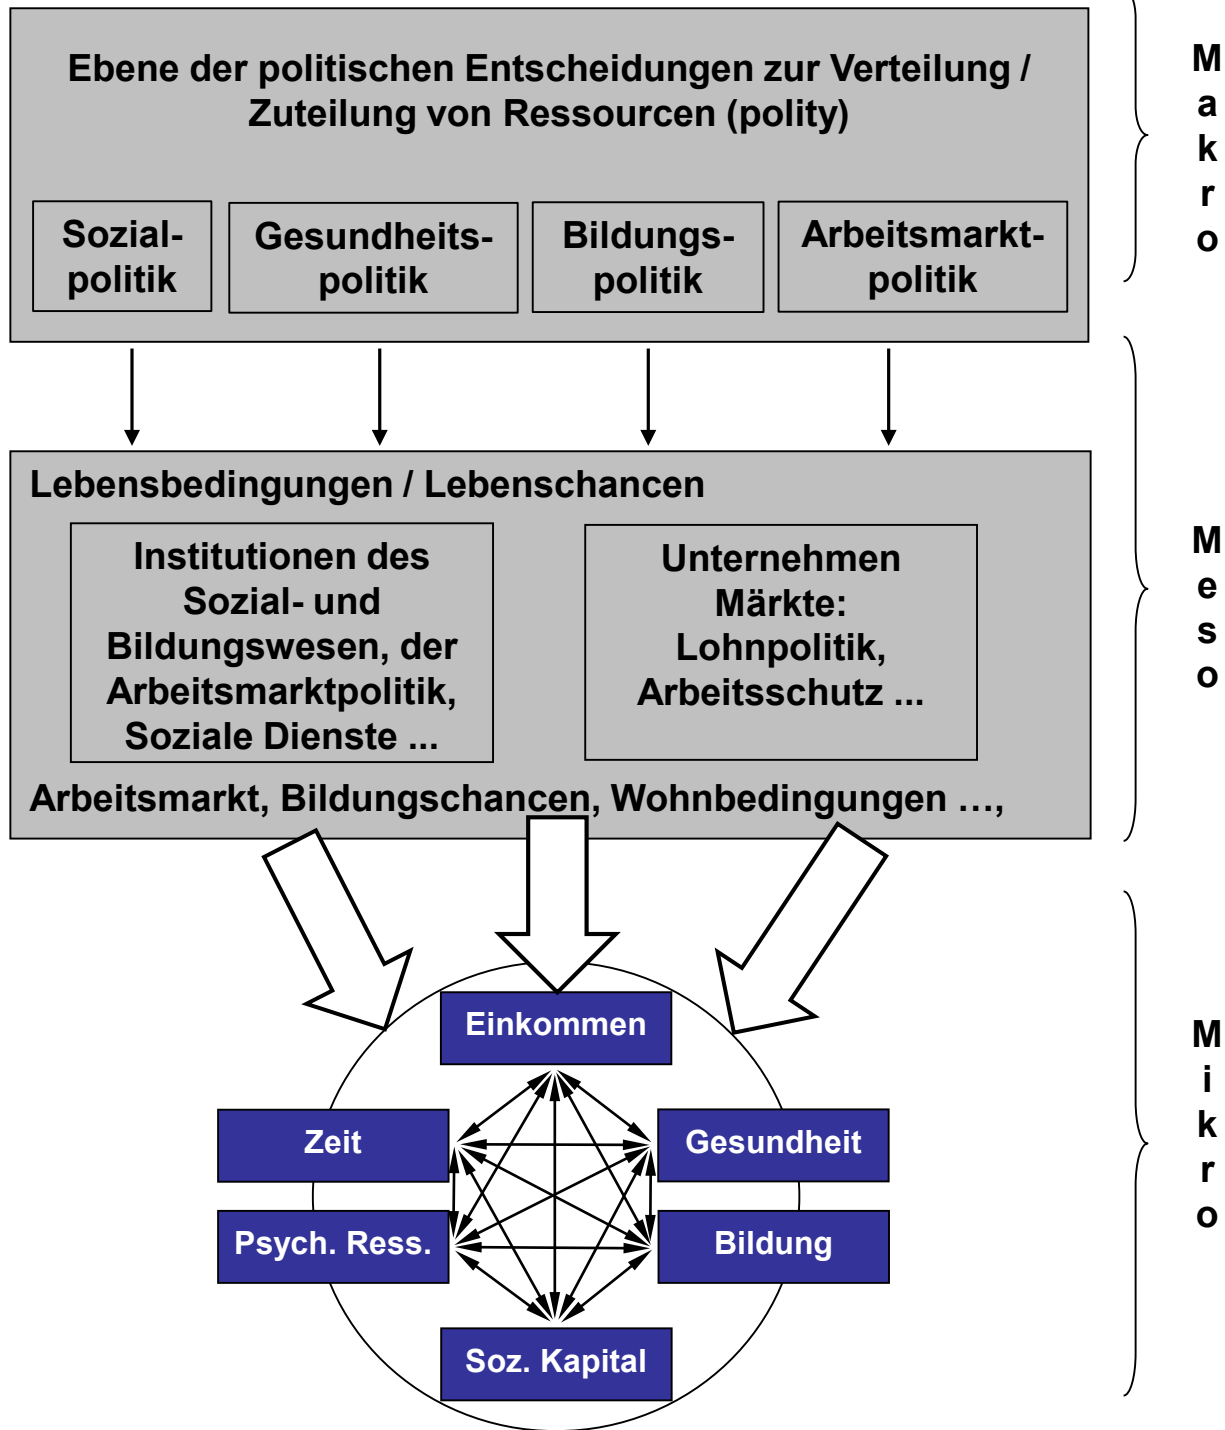 Ebene der politischen Entscheidungen zur Verteilung /
Zuteilung von Ressourcen (polity)
Sozial-
politik
Gesundheits-
politik
Bildungs-
politik
Arbeitsmarkt-
politik
M
a
k
r
o
Lebensbedingungen / Lebenschancen
Institutionen des
Sozial- und
Bildungswesen, der
Arbeitsmarktpolitik,
Soziale Dienste ...
Unternehmen
Märkte:
Lohnpolitik,
Arbeitsschutz ...
Arbeitsmarkt, Bildungschancen, Wohnbedingungen …,
M
e
s
o
Einkommen
Zeit
Gesundheit
Psych. Ress.
Bildung
Soz. Kapital
M
i
k
r
o